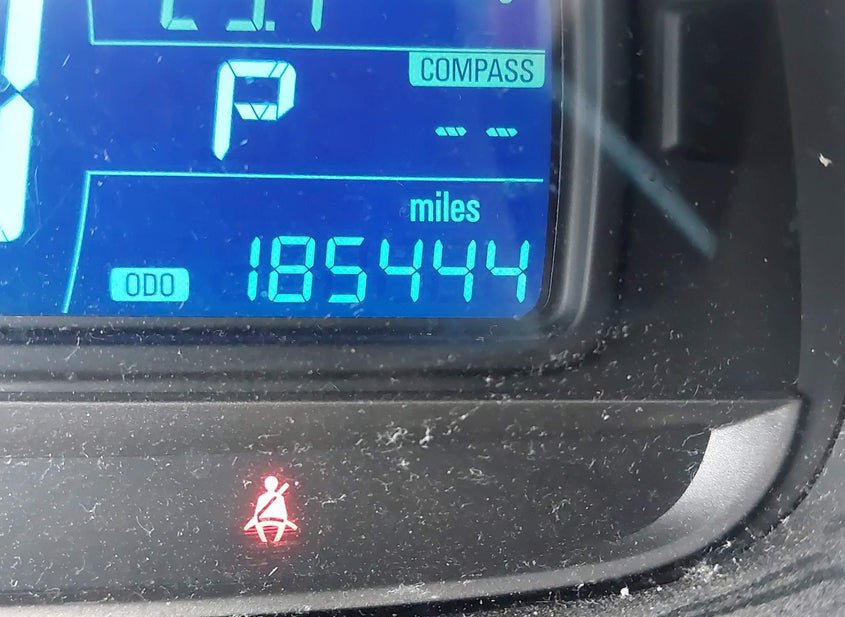 P
COMPASS
-- --
miles
ODO 185444